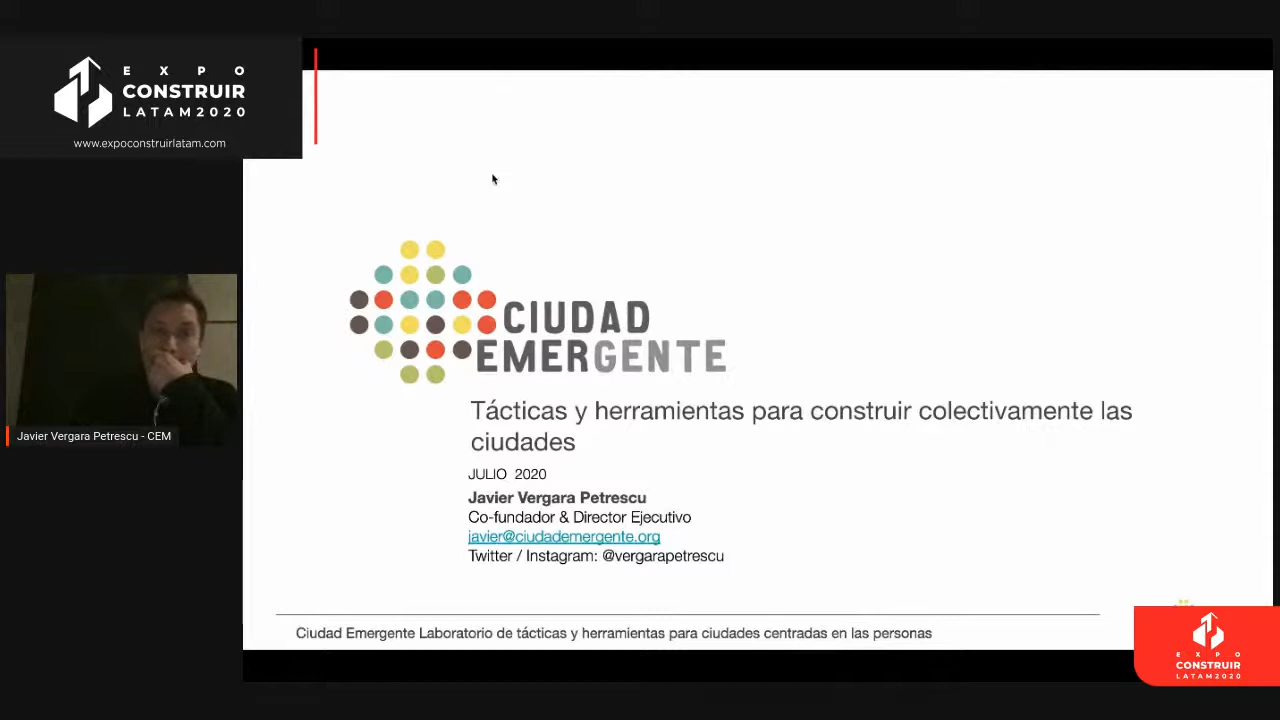 EXPO
CONSTRUIR
LATAM2020
www.expoconstruirlatam.com
CIUDAD
EMERGENTE
Tácticas y herramientas para construir colectivamente las
ciudades
JULIO 2020
Javier Vergara Petrescu
Co-fundador & Director Ejecutivo
javier@ciudademergente.org
Twitter / Instagram: @vergarapetrescu
Javier Vergara Petrescu - CEM
Ciudad Emergente Laboratorio de tácticas y herramientas para ciudades centradas en las personas
EXPO
CONSTRUIR
LATAM2020